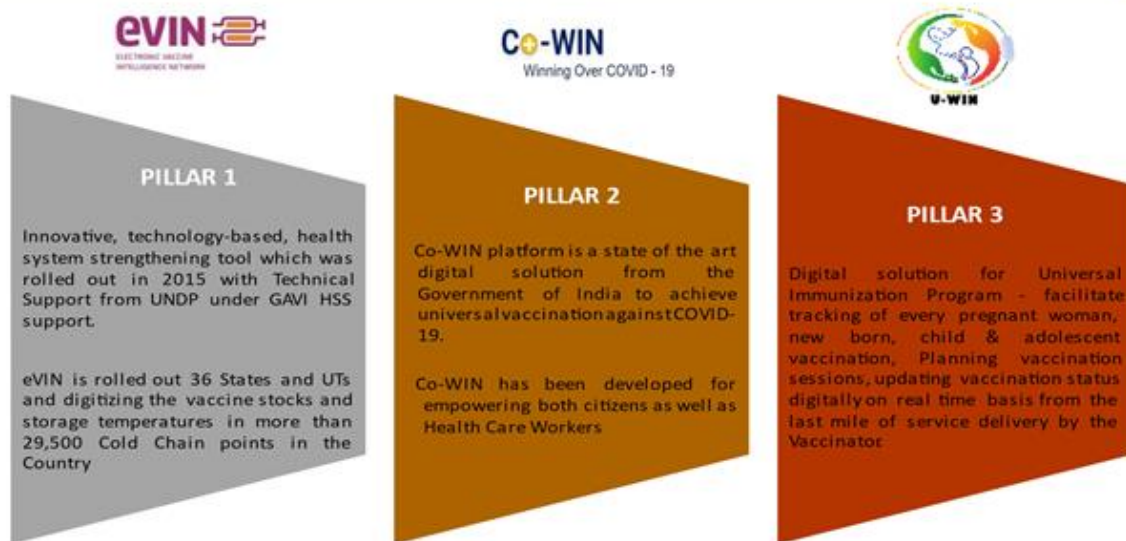 eVIN
ELECTRONIC VACCINE
INTELLIGENCE NETWORK
Co-WIN
Winning Over COVID - 19
U-WIN
PILLAR 1
Innovative, technology-based, health
system strengthening tool which was
rolled out in 2015 with Technical
Support from UNDP under GAVI HSS
support.
eVIN is rolled out 36 States and UTs
and digitizing the vaccine stocks and
storage temperatures in more than
29,500 Cold Chain points in the
Country
PILLAR 2
Co-WIN platform is a state of the art
digital solution from the
Government of India to achieve
universal vaccination against COVID-
19.
Co-WIN has been developed for
empowering both citizens as well as
Health Care Workers
PILLAR 3
Digital solution for Universal
Immunization Program - facilitate
tracking of every pregnant woman,
new born, child & adolescent
vaccination, Planning vaccination
sessions, updating vaccination status
digitally on real time basis from the
last mile of service delivery by the
Vaccinator.